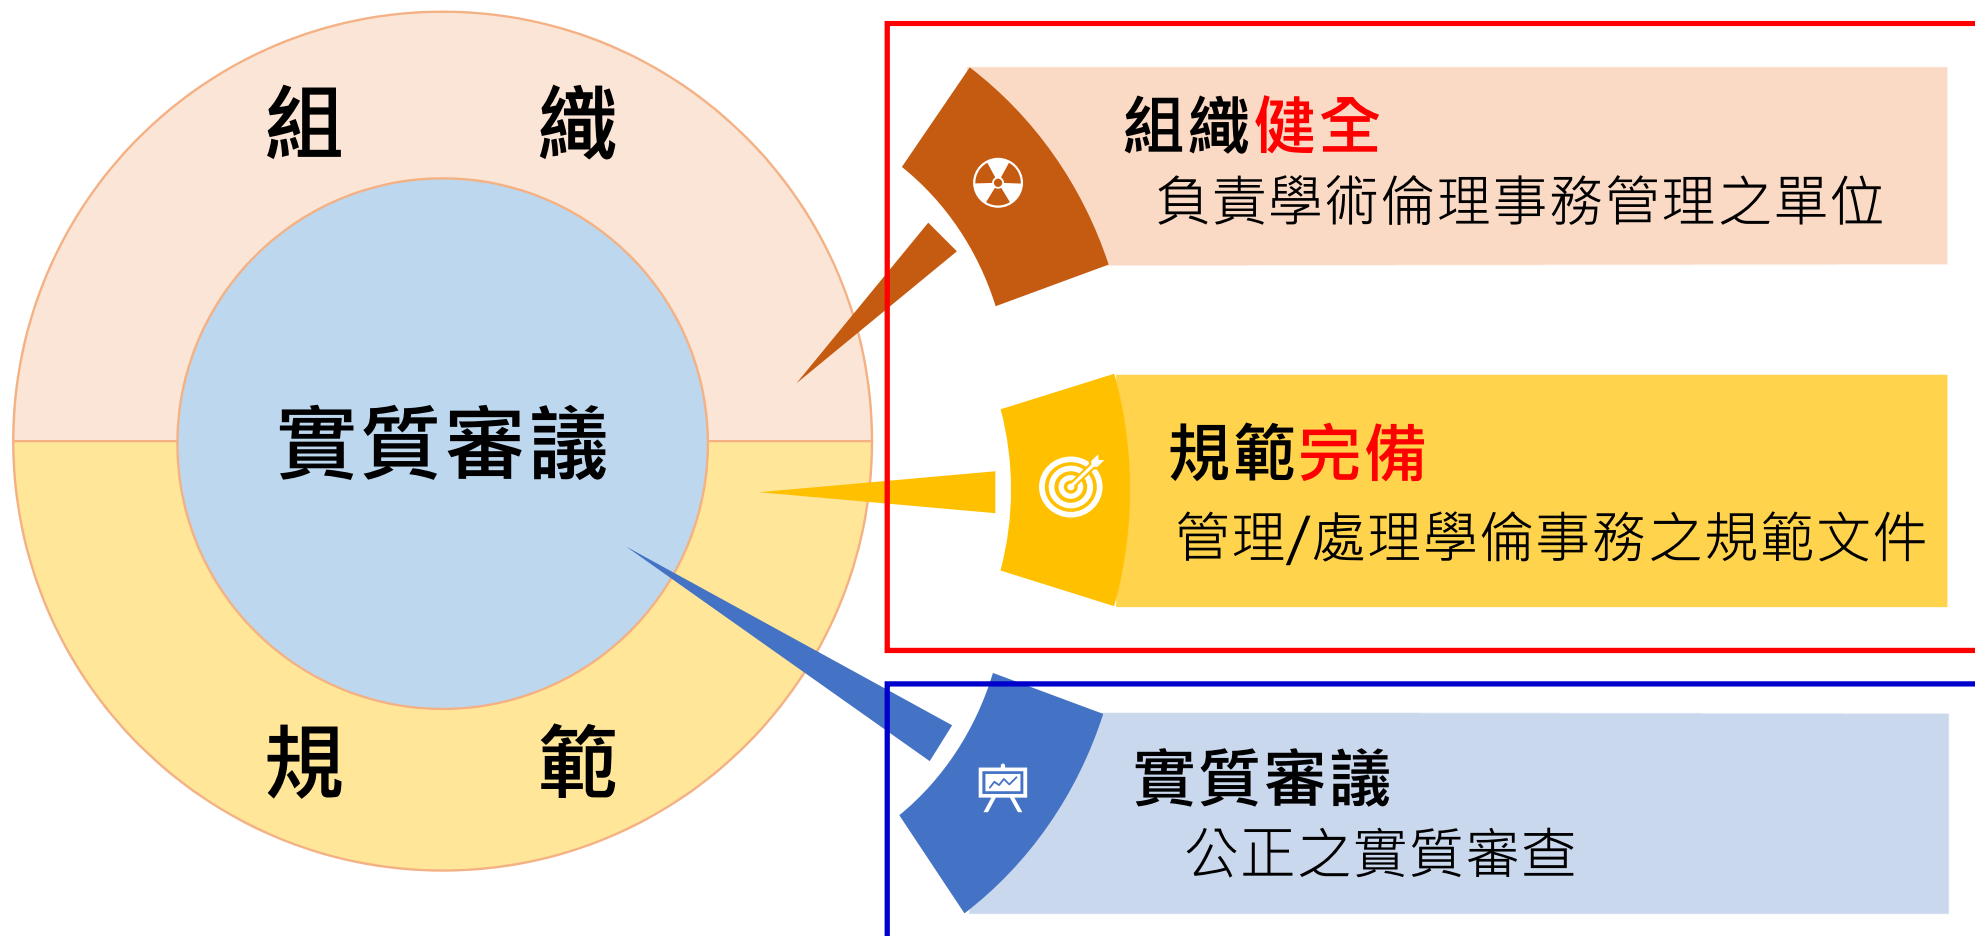 組 織
實質審議
規 範
組織健全
負責學術倫理事務管理之單位
規範完備
管理/處理學倫事務之規範文件
實質審議
公正之實質審查